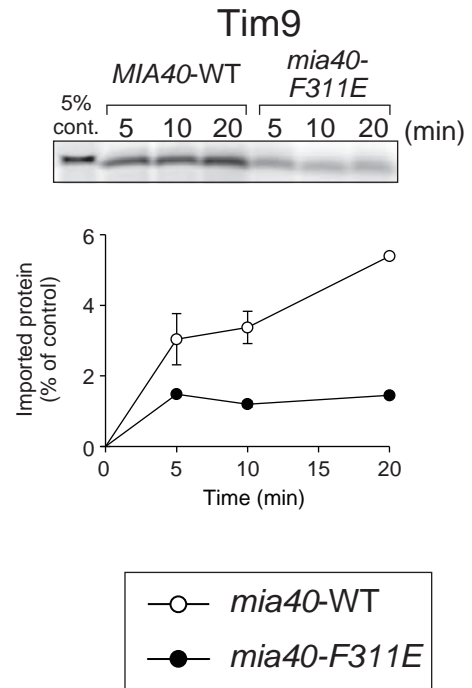 Tim9
MIA40-WT
mia40-
F311E
5%
cont.
5 10 20 5 10 20 (min)
Imported protein
(% of control)
6
4
2
0
0 5 10 15 20
Time (min)
mia40-WT
mia40-F311E